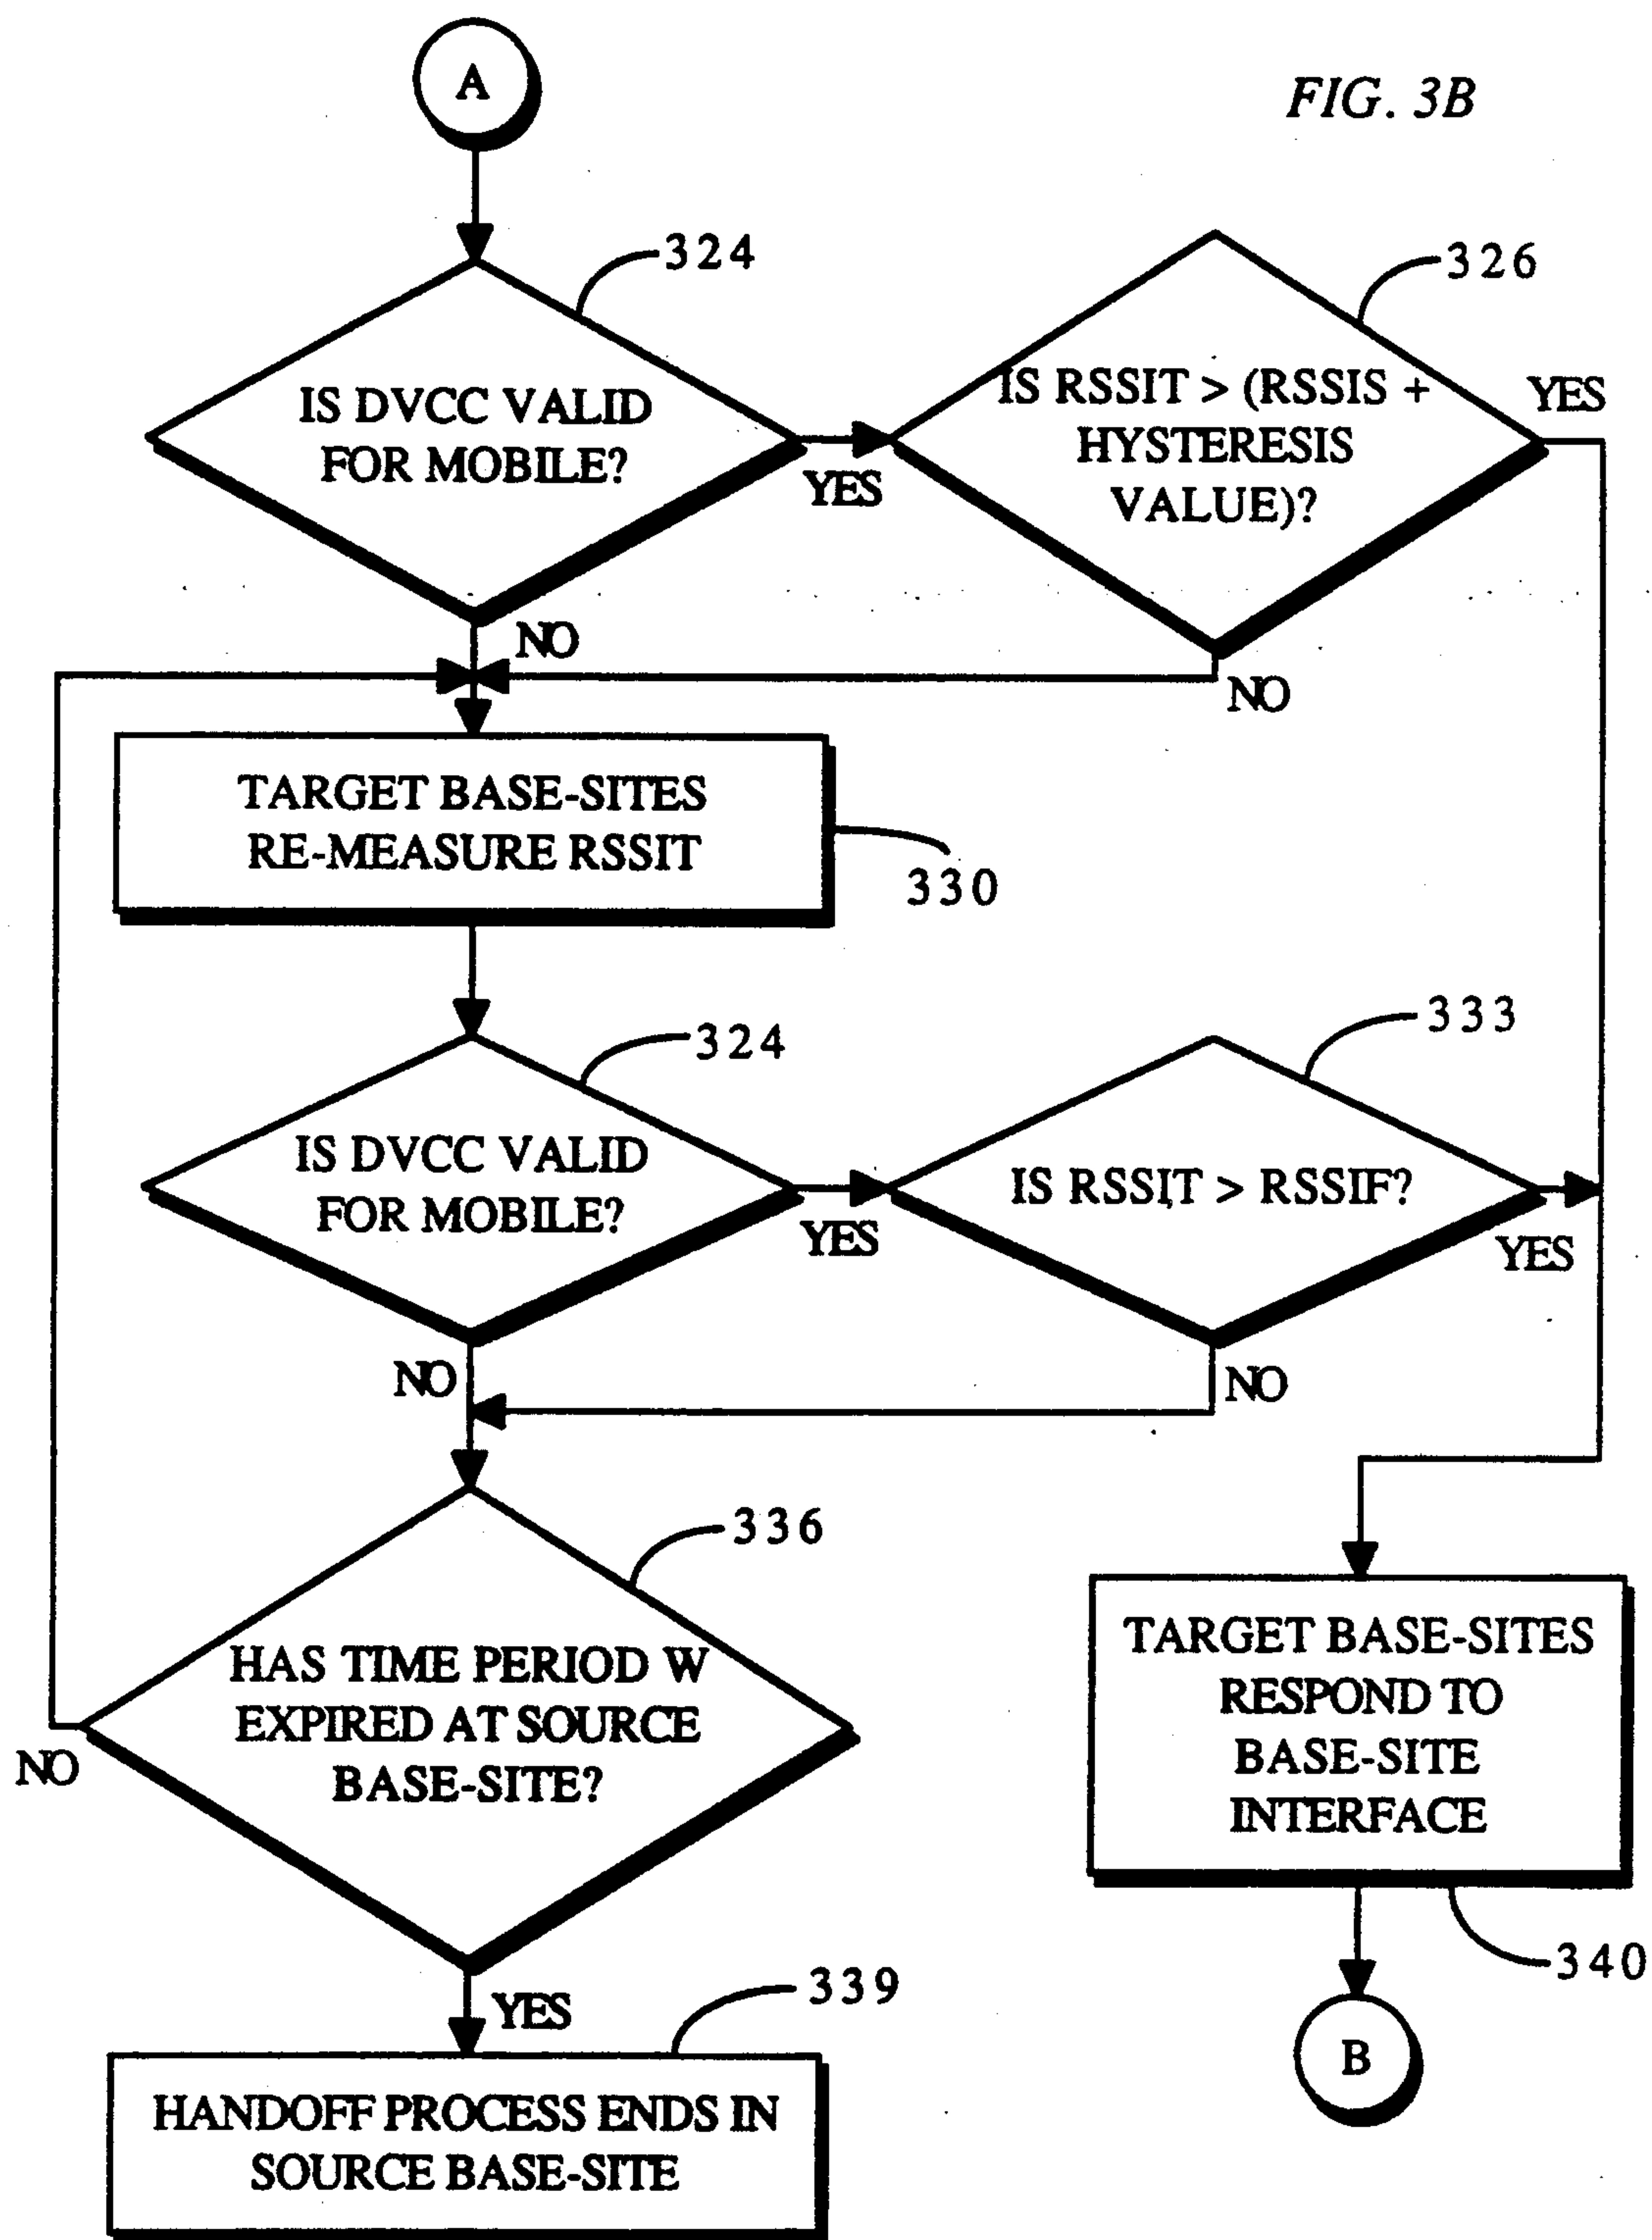 A
FIG. 3B
324
326
IS DVCC VALID
FOR MOBILE?
YES
IS RSSIT > (RSSIS +
HYSTERESIS
VALUE)?
YES
NO
NO
TARGET BASE-SITES
RE-MEASURE RSSIT
330
324
333
IS DVCC VALID
FOR MOBILE?
YES
IS RSSIT > RSSIF?
YES
NO
NO
336
HAS TIME PERIOD W
EXPIRED AT SOURCE
BASE-SITE?
NO
YES
339
HANDOFF PROCESS ENDS IN
SOURCE BASE-SITE
TARGET BASE-SITES
RESPOND TO
BASE-SITE
INTERFACE
340
B